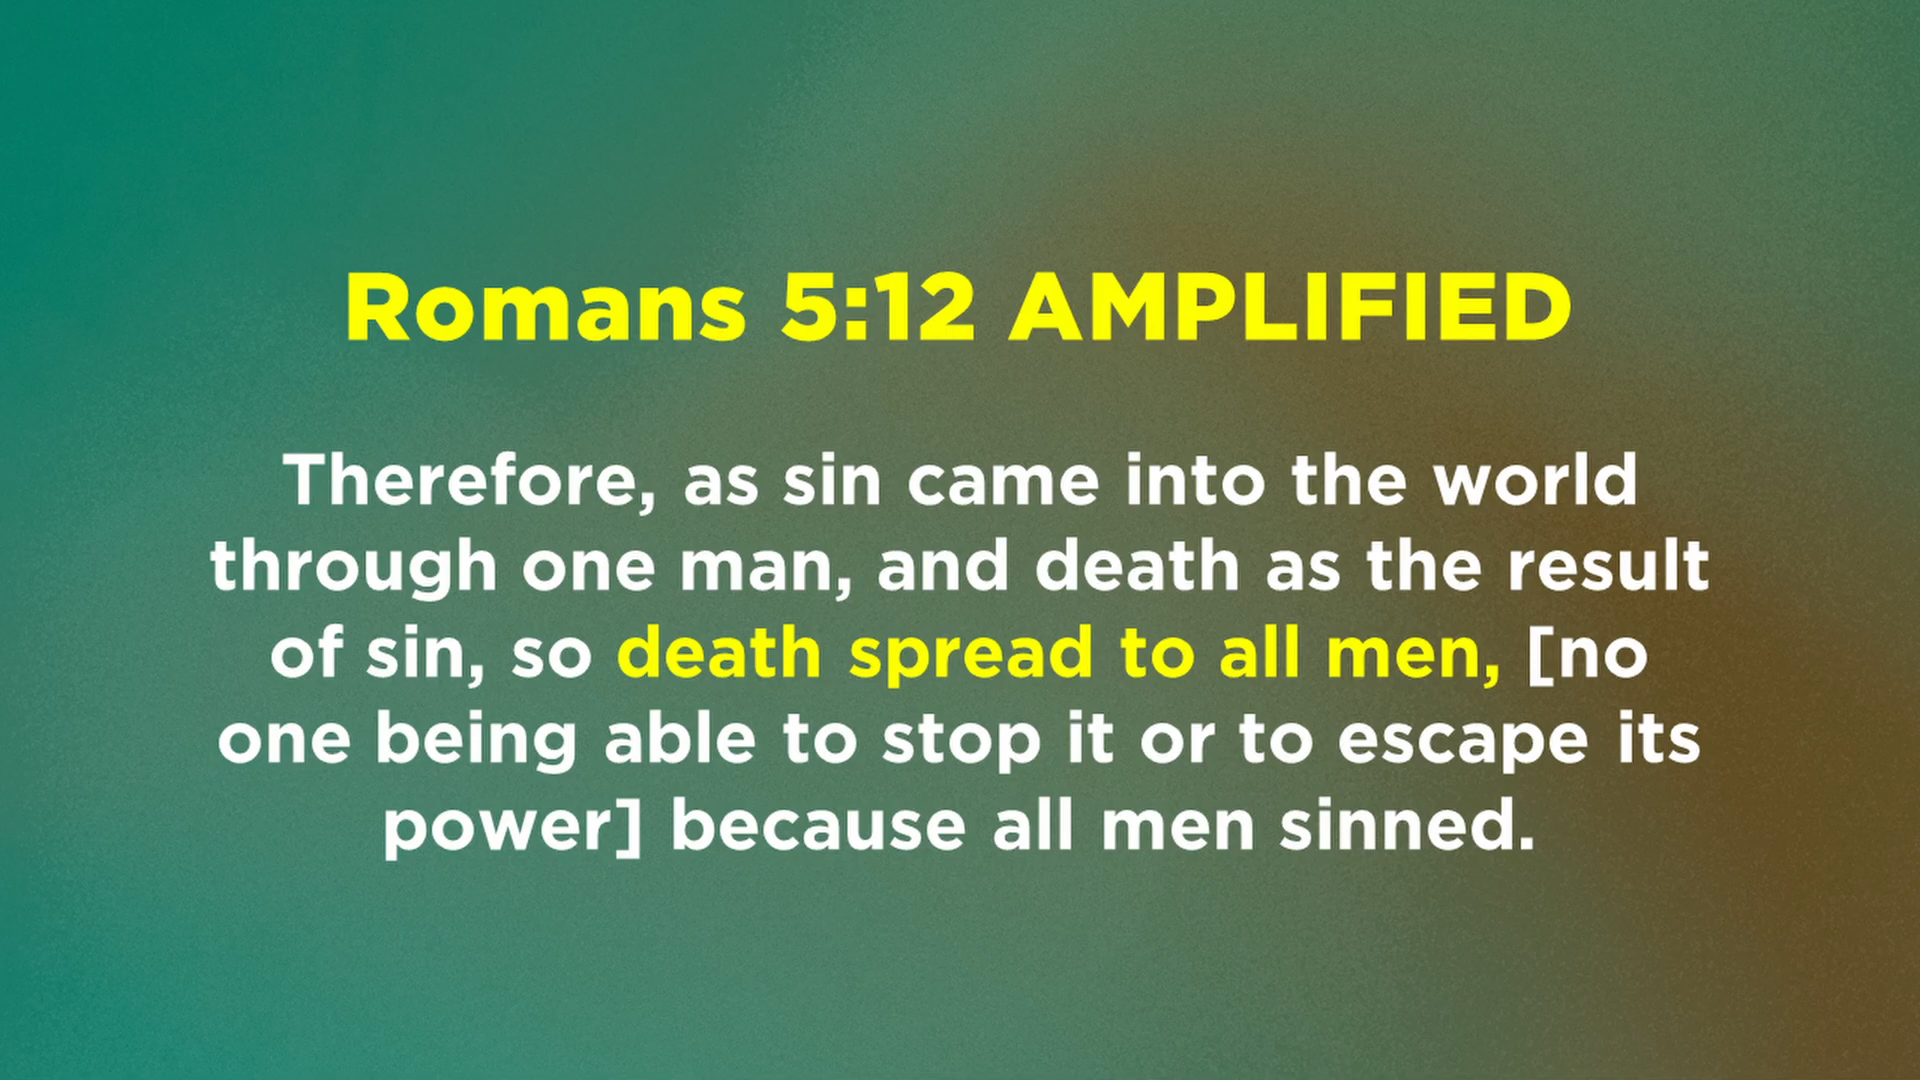 Romans 5:12 AMPLIFIED
Therefore, as sin came into the world
through one man, and death as the result
of sin, so death spread to all men, [no
one being able to stop it or to escape its
power] because all men sinned.